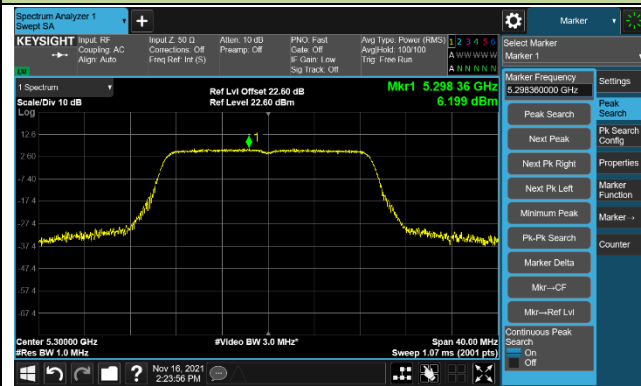 Spectrum Analyzer 1
Swept SA
Marker
KEYSIGHT
Input: RF
Coupling: AC
Align: Auto
Input Z: 50 Ω
Corrections: Off
Freq Ref: Int (S)
Atten: 10 dB
Preamp: Off
PNO: Fast
Gate: Off
IF Gain: Low
Sig Track: Off
Avg Type: Power (RMS)
Avg|Hold: 100/100
Trig: Free Run
1 2 3 4 5 6
A W W W W W
A N N N N N
Select Marker
Marker 1
LXI
1 Spectrum
Scale/Div 10 dB
Log
Ref Lvl Offset 22.60 dB
Ref Level 22.60 dBm
Mkr1 5.298 36 GHz
6.199 dBm
Marker Frequency
5.298360000 GHz
Settings
Peak Search
Peak
Search
Next Peak
Pk Search
Config
Next Pk Right
Properties
Next Pk Left
Marker
Function
Minimum Peak
Marker→
Pk-Pk Search
Counter
Marker Delta
Mkr→CF
Mkr→Ref Lvl
Continuous Peak
Search
On
Off
1
12.6
2.60
-7.40
-17.4
-27.4
-37.4
-47.4
-57.4
-67.4
Center 5.30000 GHz
#Res BW 1.0 MHz
#Video BW 3.0 MHz*
Span 40.00 MHz
Sweep 1.07 ms (2001 pts)
?
Nov 16, 2021
2:23:56 PM